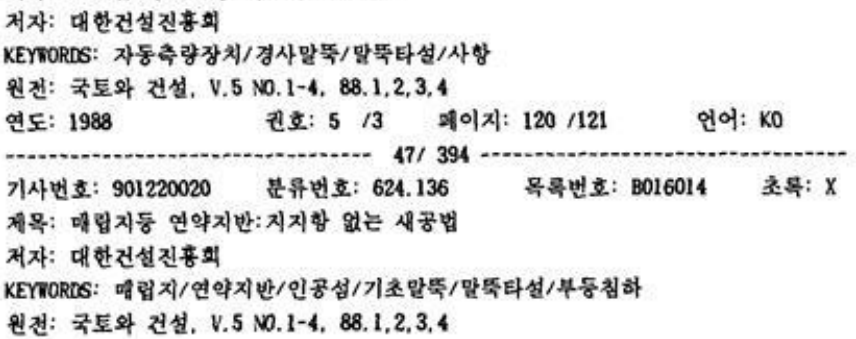 저자: 대한건설진흥회
KEYWORDS: 자동측량장치/경사말뚝/말뚝타설/사항
원전: 국토와 건설, V.5 NO.1-4, 88.1,2,3,4
연도: 1988 권호: 5 /3 페이지: 120 /121 언어: KO
--------------------------------- 47/ 394 ---------------------------------
기사번호: 901220020 분류번호: 624.136 목록번호: B016014 초록: X
제목: 매립지등 연약지반:지지항 없는 새공법
저자: 대한건설진흥회
KEYWORDS: 매립지/연약지반/인공섬/기초말뚝/말뚝타설/부등침하
원전: 국토와 건설, V.5 NO.1-4, 88.1,2,3,4